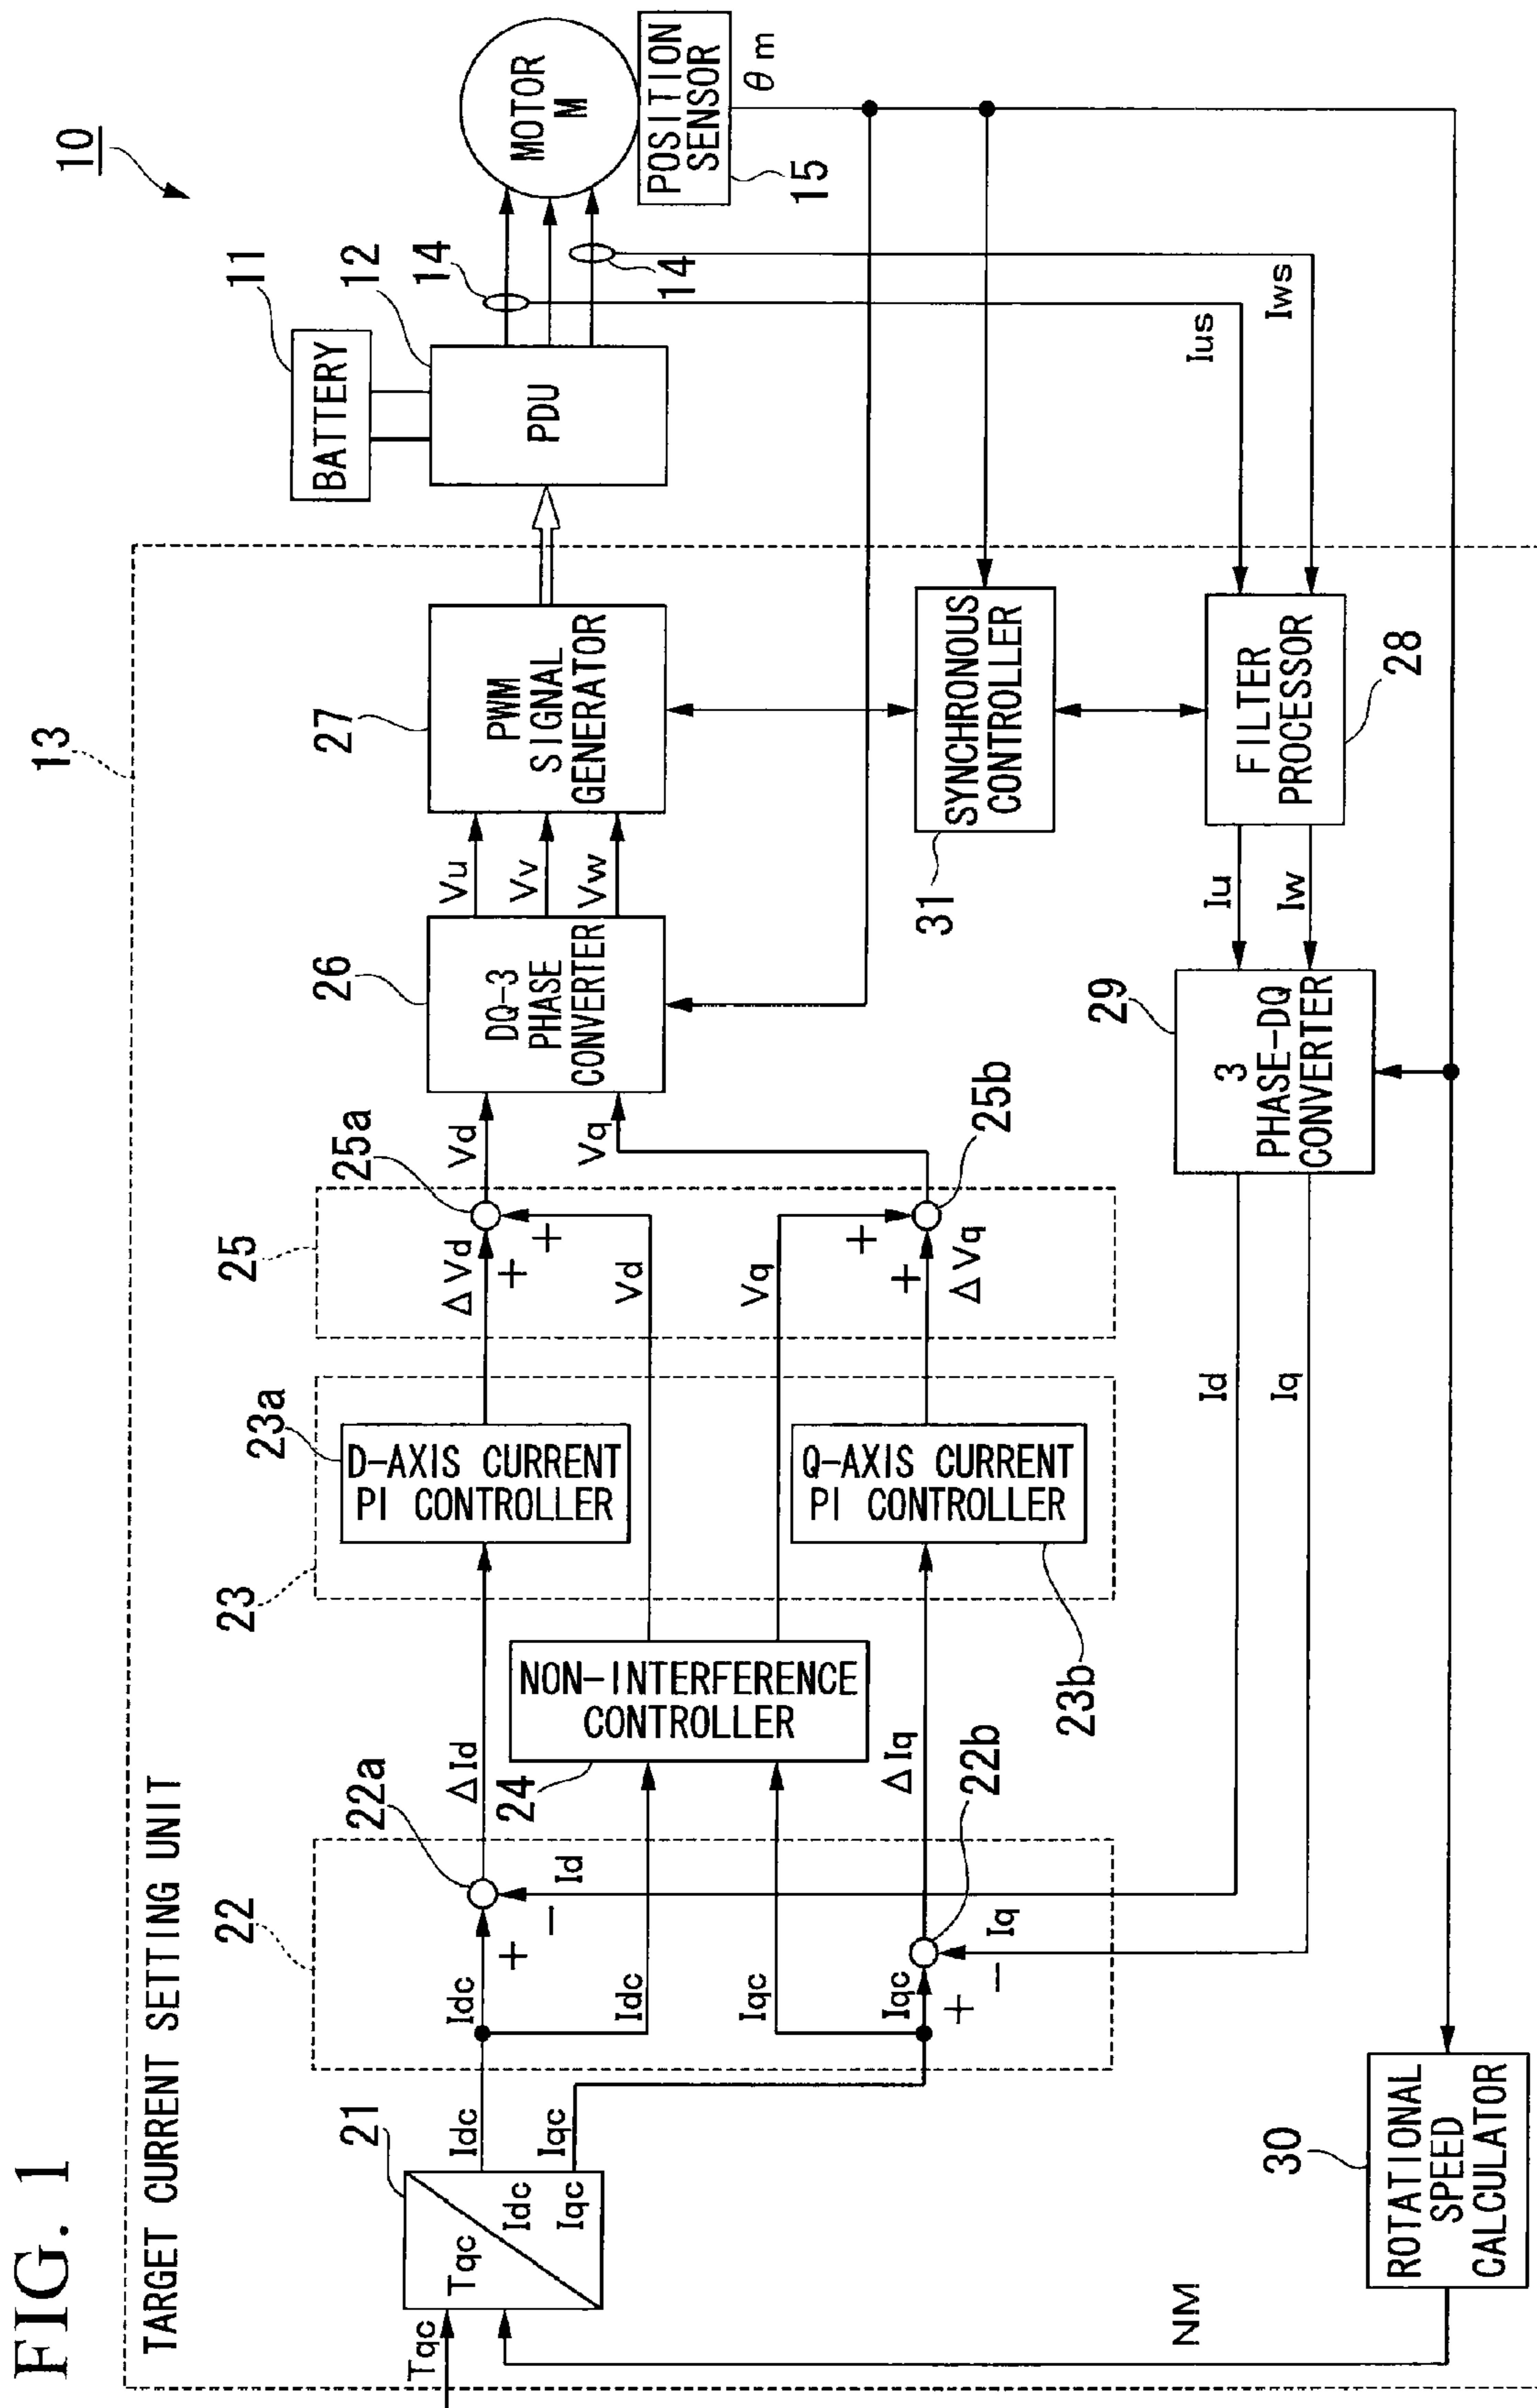 FIG. 1
10
13
TARGET CURRENT SETTING UNIT
11
BATTERY
12
PDU
14
14
MOTOR
M
POSITION
SENSOR
15
θm
Tqc
21
Tqc
Idc
Iqc
Idc
Iqc
22
Idc
+
−
Id
22a
ΔId
Idc
Iqc
Iqc
+
−
Iq
22b
ΔIq
24
NON-INTERFERENCE
CONTROLLER
23
23a
D-AXIS CURRENT
PI CONTROLLER
Q-AXIS CURRENT
PI CONTROLLER
23b
25
ΔVd
+
+
25a
Vd
Vd
Vq
+
+
ΔVq
25b
Vq
26
DQ-3
PHASE
CONVERTER
Vu
Vv
Vw
27
PWM
SIGNAL
GENERATOR
31
SYNCHRONOUS
CONTROLLER
Ius
Iws
FILTER
PROCESSOR
28
Iu
Iw
29
3
PHASE-DQ
CONVERTER
Id
Iq
30
ROTATIONAL
SPEED
CALCULATOR
NM